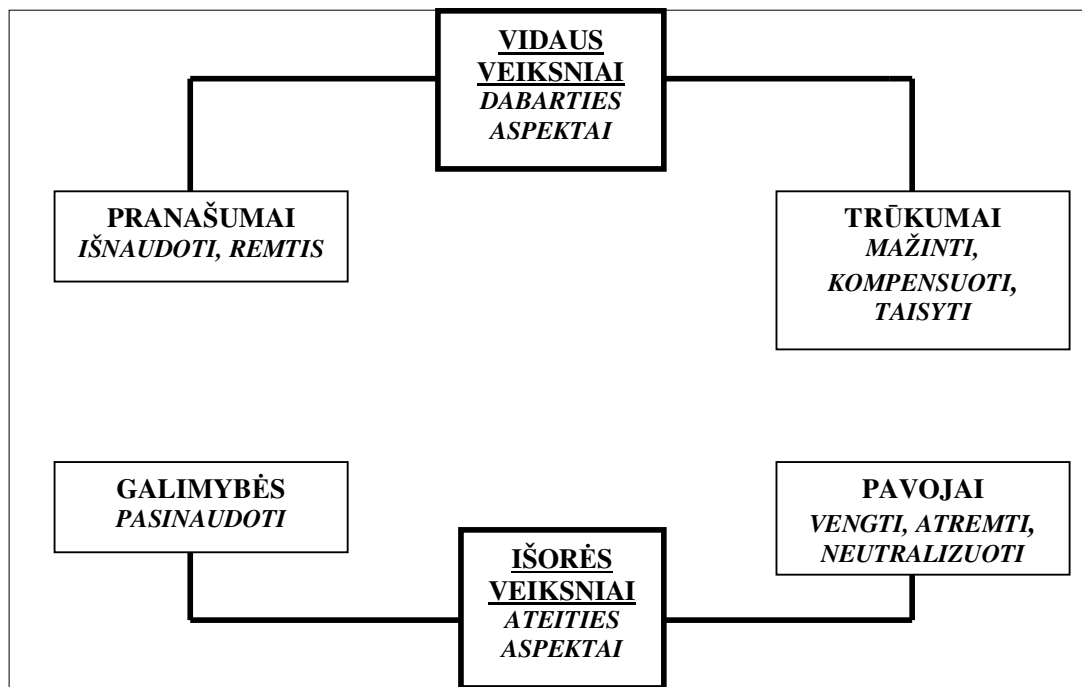 VIDAUS
VEIKSNIAI
DABARTIES
ASPEKTAI
PRANAŠUMAI
IŠNAUDOTI, REMTIS
TRŪKUMAI
MAŽINTI,
KOMPENSUOTI,
TAISYTI
GALIMYBĖS
PASINAUDOTI
PAVOJAI
VENGTI, ATREMTI,
NEUTRALIZUOTI
IŠORĖS
VEIKSNIAI
ATEITIES
ASPEKTAI